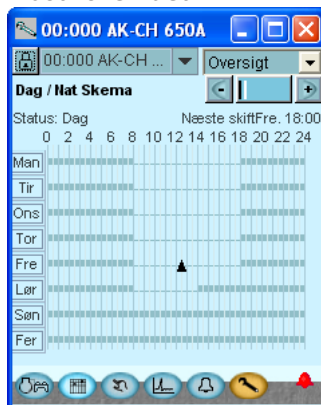 00:000 AK-CH 650A
00:000 AK-CH ... Oversigt
Dag / Nat Skema
Status: Dag Næste skiftFre. 18:00
0 2 4 6 8 10 12 14 16 18 20 22 24
Man
Tir
Ons
Tor
Fre
Lør
Søn
Fer